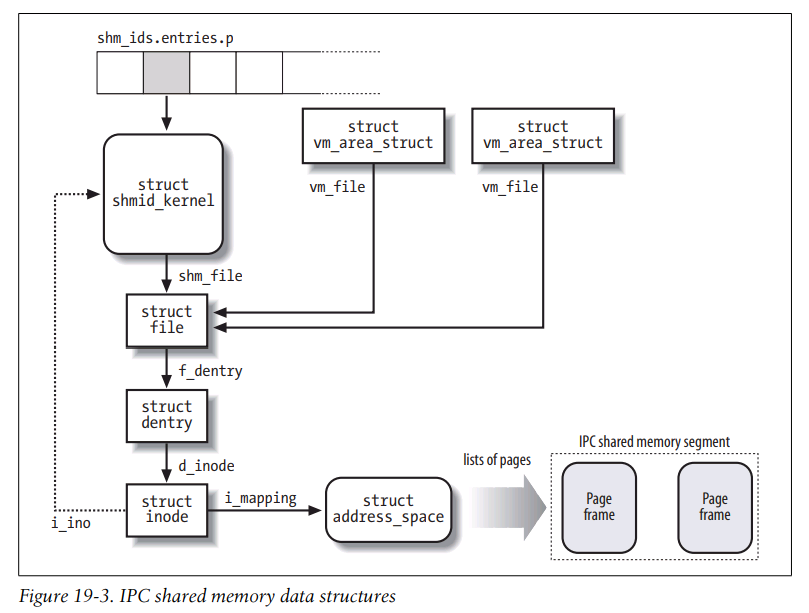 shm_ids.entries.p
struct
vm_area_struct
struct
vm_area_struct
struct
shmid_kernel
vm_file
vm_file
shm_file
struct
file
f_dentry
struct
dentry
d_inode
IPC shared memory segment
lists of pages
struct
inode
i_mapping
struct
address_space
Page
frame
Page
frame
i_ino
Figure 19-3. IPC shared memory data structures